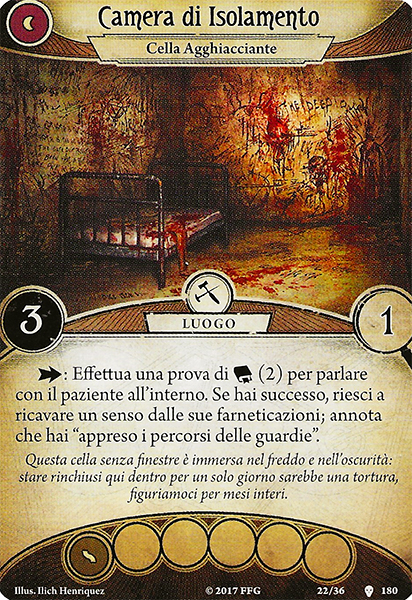 Camera di Isolamento
Cella Agghiacciante
THE DEEP
3
LUOGO
1
: Effettua una prova di (2) per parlare
con il paziente all'interno. Se hai successo, riesci a
ricavare un senso dalle sue farneticazioni; annota
che hai “appreso i percorsi delle guardie”.
Questa cella senza finestre è immersa nel freddo e nell'oscurità:
stare rinchiusi qui dentro per un solo giorno sarebbe una tortura,
figuriamoci per mesi interi.
Illus. Ilich Henriquez
© 2017 FFG
22/36
180